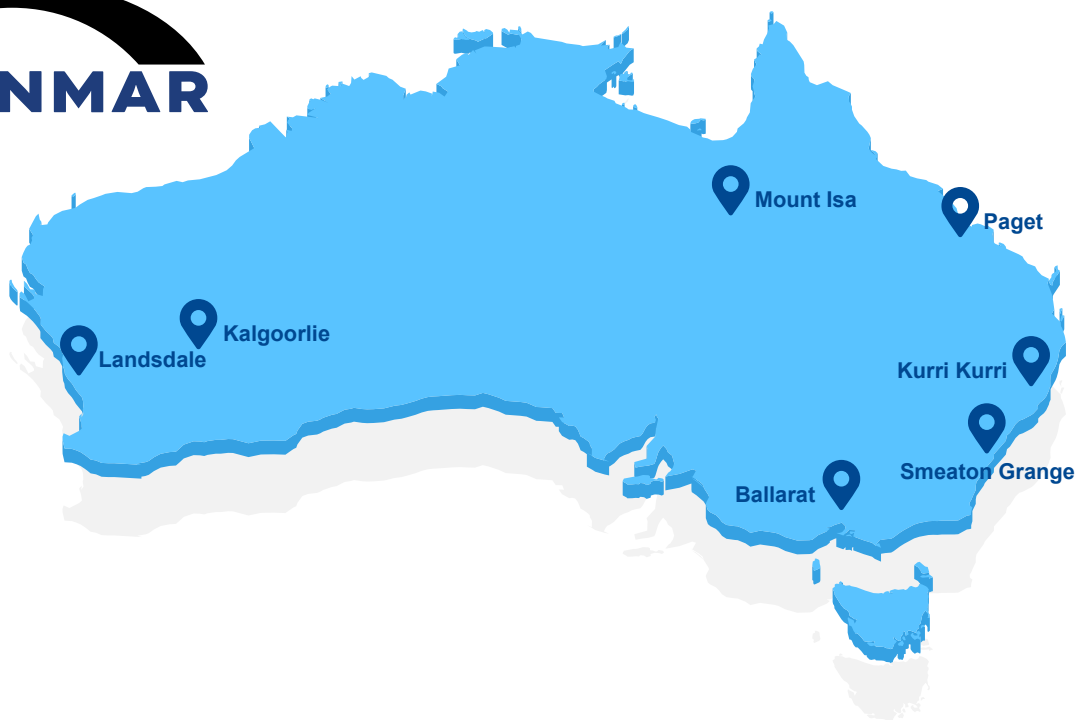 NMAR
Mount Isa
Paget
Kalgoorlie
Landsdale
Kurri Kurri
Smeaton Grange
Ballarat